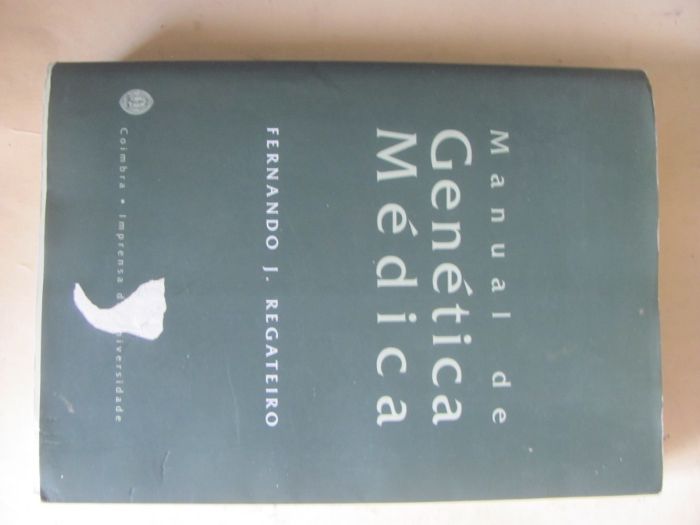 Manual de
Genética
Médica
FERNANDO J. REGATEIRO
Coimbra • Imprensa d